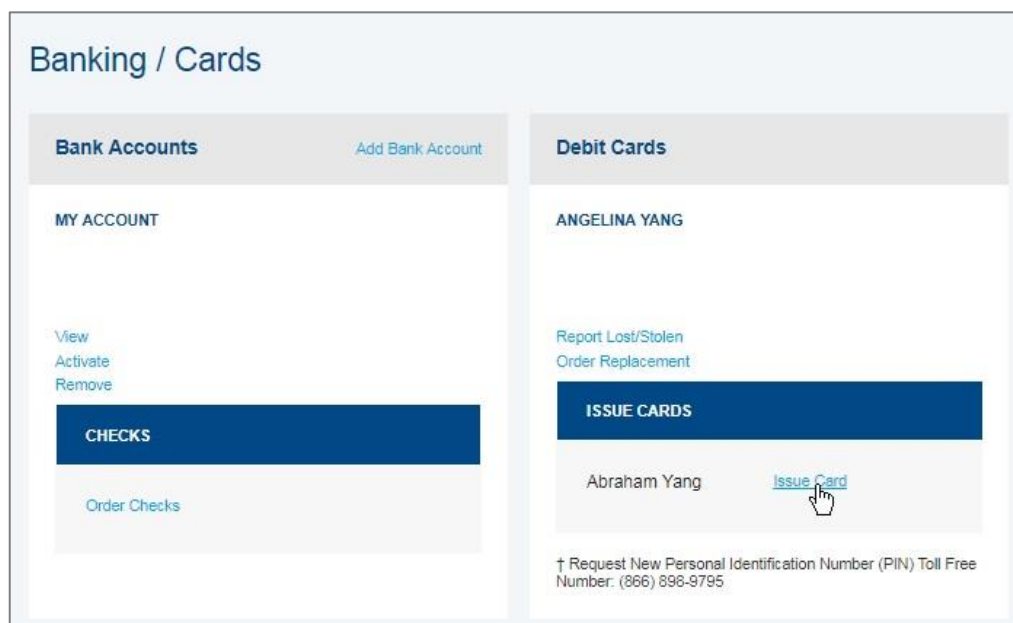 Banking / Cards
Bank Accounts
Add Bank Account
MY ACCOUNT
View
Activate
Remove
CHECKS
Order Checks
Debit Cards
ANGELINA YANG
Report Lost/Stolen
Order Replacement
ISSUE CARDS
Abraham Yang
Issue Card
† Request New Personal Identification Number (PIN) Toll Free
Number: (866) 898-9795